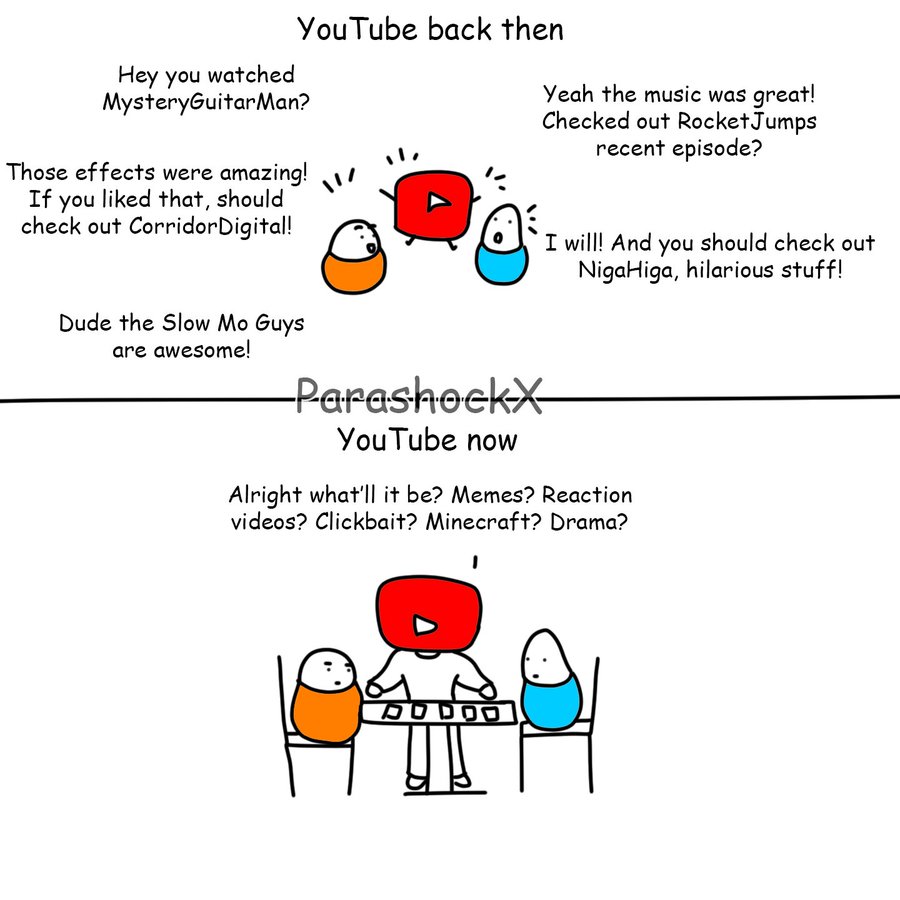 YouTube back then
Hey you watched
MysteryGuitarMan?
Yeah the music was great!
Checked out RocketJumps
recent episode?
Those effects were amazing!
If you liked that, should
check out CorridorDigital!
I will! And you should check out
NigaHiga, hilarious stuff!
Dude the Slow Mo Guys
are awesome!
ParashockX
YouTube now
Alright what'll it be? Memes? Reaction
videos? Clickbait? Minecraft? Drama?